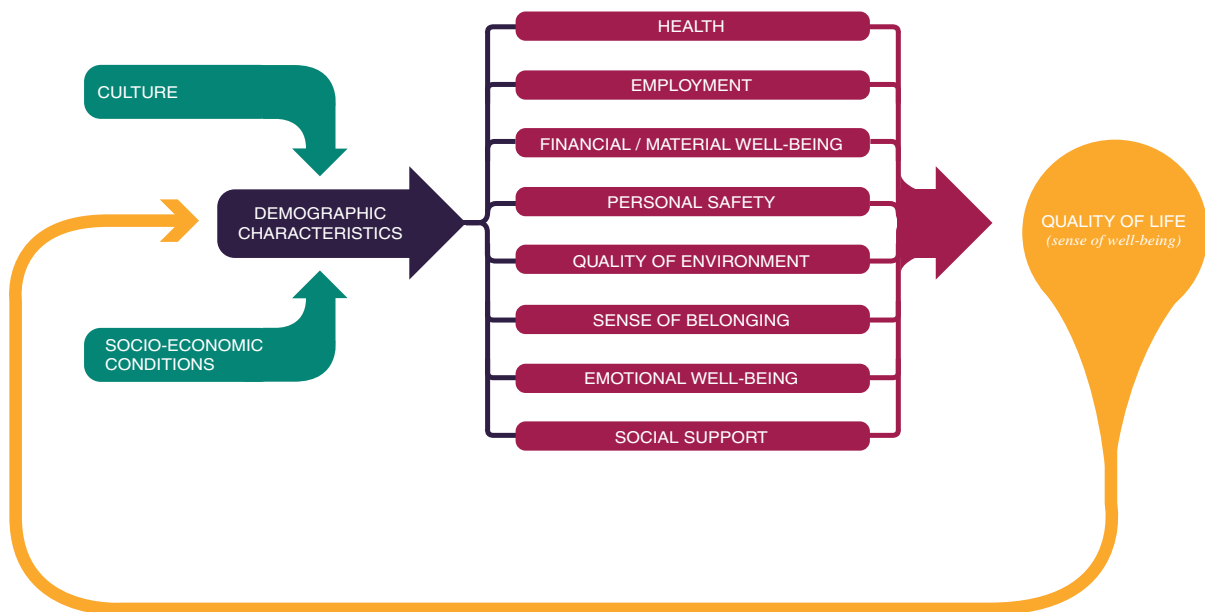 CULTURE
SOCIO-ECONOMIC
CONDITIONS
DEMOGRAPHIC
CHARACTERISTICS
HEALTH
EMPLOYMENT
FINANCIAL / MATERIAL WELL-BEING
PERSONAL SAFETY
QUALITY OF ENVIRONMENT
SENSE OF BELONGING
EMOTIONAL WELL-BEING
SOCIAL SUPPORT
QUALITY OF LIFE
(sense of well-being)